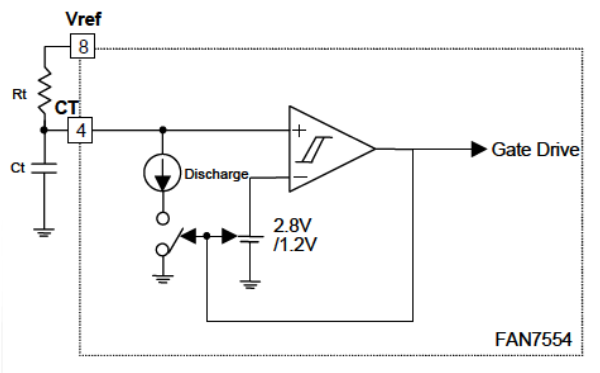 Vref
8
Rt
CT
4
Ct
+
Discharge
−
Gate Drive
2.8V
/1.2V
FAN7554